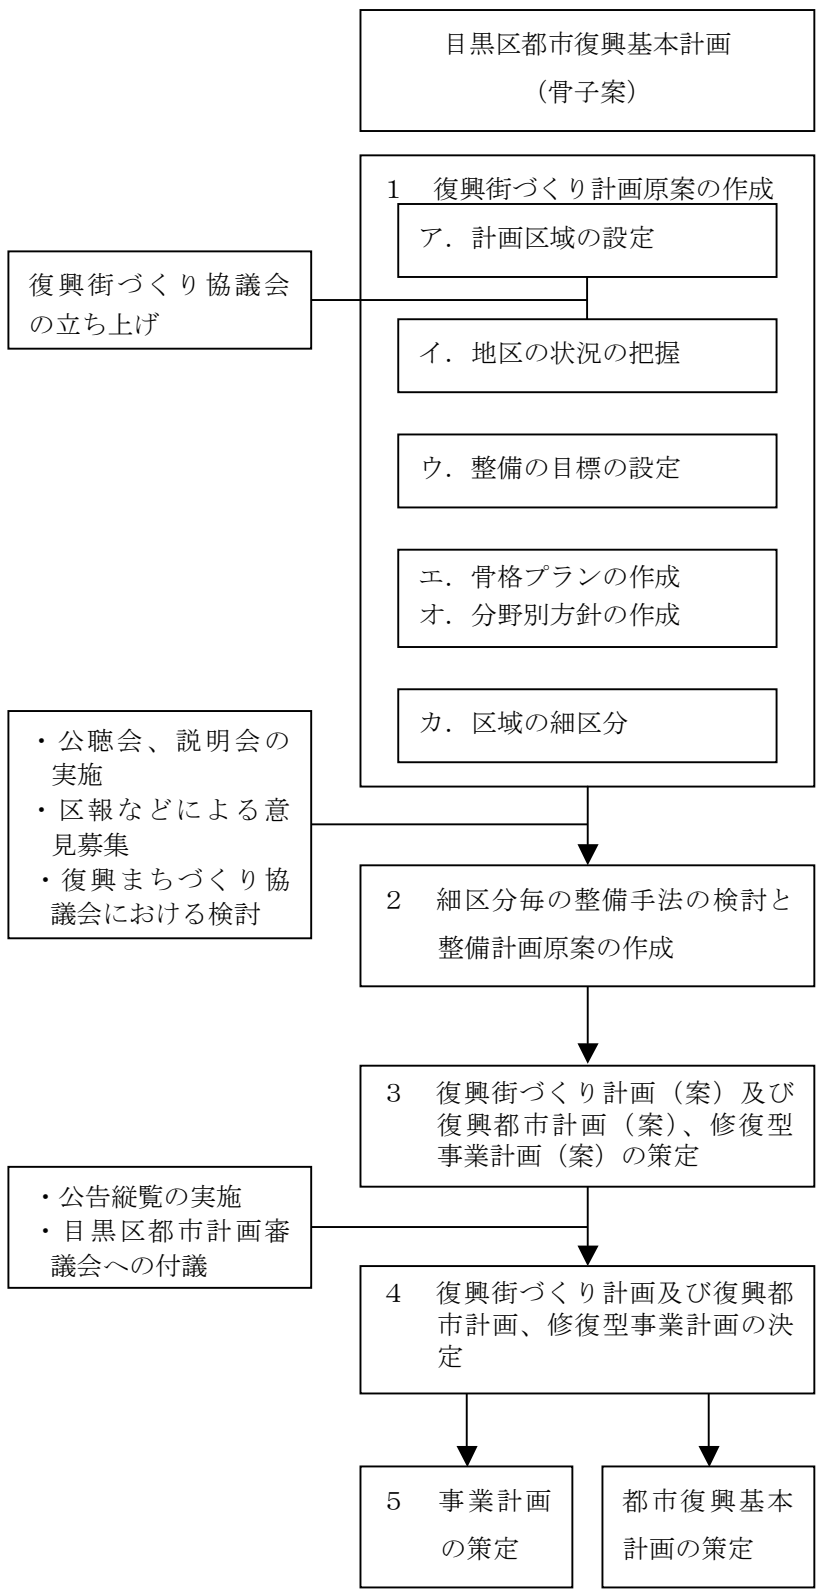 目黒区都市復興基本計画
（骨子案）
１　復興街づくり計画原案の作成
ア．計画区域の設定
復興街づくり協議会
の立ち上げ
イ．地区の状況の把握
ウ．整備の目標の設定
エ．骨格プランの作成
オ．分野別方針の作成
カ．区域の細区分
・公聴会、説明会の
実施
・区報などによる意
見募集
・復興まちづくり協
議会における検討
２　細区分毎の整備手法の検討と
整備計画原案の作成
３　復興街づくり計画（案）及び
復興都市計画（案）、修復型
事業計画（案）の策定
・公告縦覧の実施
・目黒区都市計画審
議会への付議
４　復興街づくり計画及び復興都
市計画、修復型事業計画の決
定
５　事業計画
の策定
都市復興基本
計画の策定